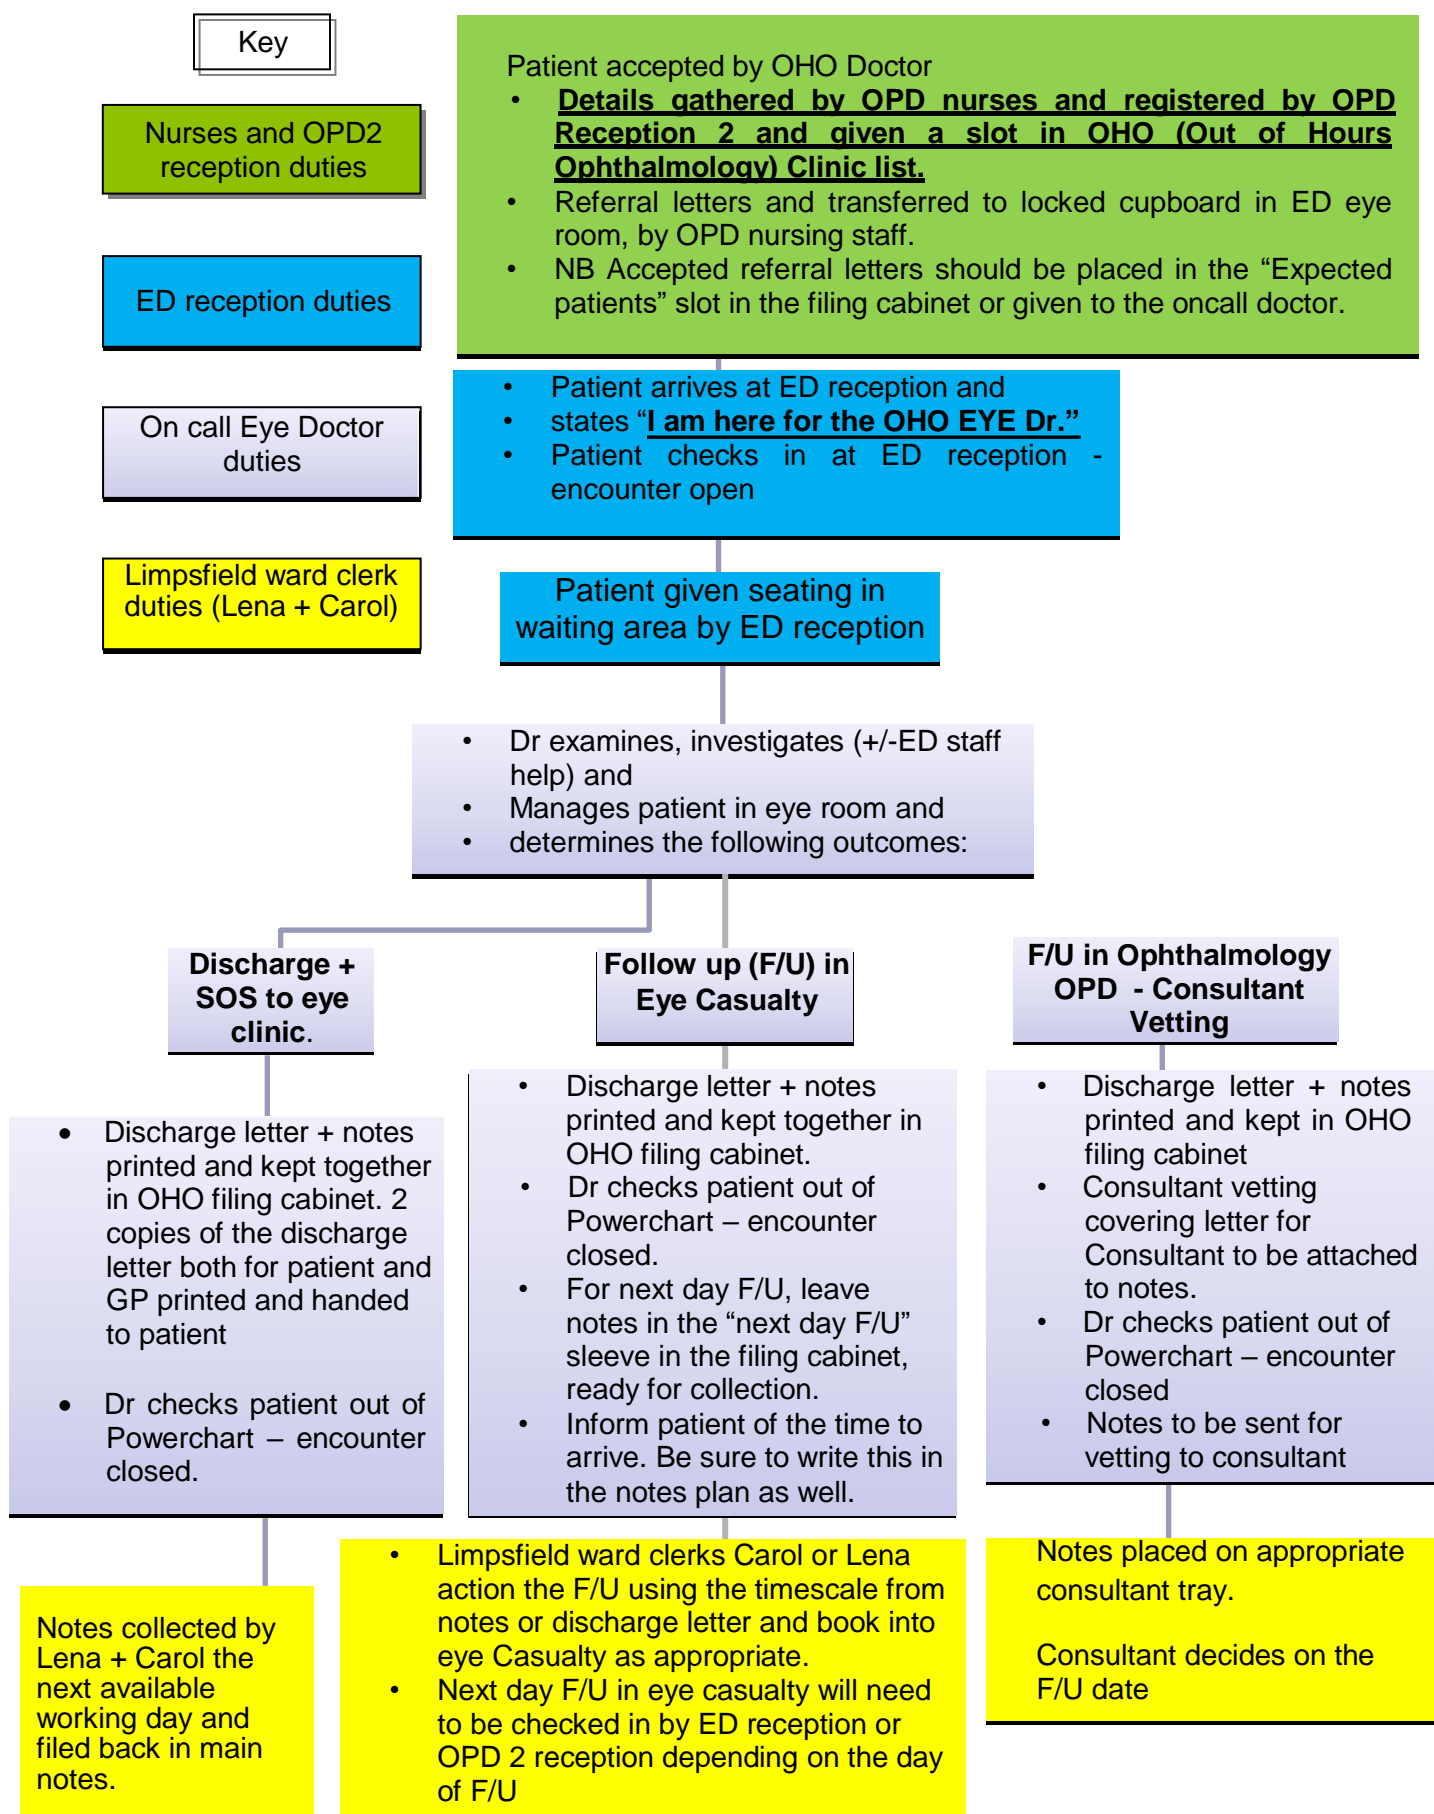 Key
Nurses and OPD2
reception duties
ED reception duties
On call Eye Doctor
duties
Limpsfield ward clerk
duties (Lena + Carol)
Patient accepted by OHO Doctor
• Details gathered by OPD nurses and registered by OPD
Reception 2 and given a slot in OHO (Out of Hours
Ophthalmology) Clinic list.
• Referral letters and transferred to locked cupboard in ED eye
room, by OPD nursing staff.
• NB Accepted referral letters should be placed in the “Expected
patients” slot in the filing cabinet or given to the oncall doctor.
• Patient arrives at ED reception and
• states “I am here for the OHO EYE Dr.”
• Patient checks in at ED reception -
encounter open
Patient given seating in
waiting area by ED reception
• Dr examines, investigates (+/-ED staff
help) and
• Manages patient in eye room and
• determines the following outcomes:
Discharge +
SOS to eye
clinic.
• Discharge letter + notes
printed and kept together
in OHO filing cabinet. 2
copies of the discharge
letter both for patient and
GP printed and handed
to patient
• Dr checks patient out of
Powerchart – encounter
closed.
Notes collected by
Lena + Carol the
next available
working day and
filed back in main
notes.
Follow up (F/U) in
Eye Casualty
• Discharge letter + notes
printed and kept together in
OHO filing cabinet.
• Dr checks patient out of
Powerchart – encounter
closed.
• For next day F/U, leave
notes in the “next day F/U”
sleeve in the filing cabinet,
ready for collection.
• Inform patient of the time to
arrive. Be sure to write this in
the notes plan as well.
• Limpsfield ward clerks Carol or Lena
action the F/U using the timescale from
notes or discharge letter and book into
eye Casualty as appropriate.
• Next day F/U in eye casualty will need
to be checked in by ED reception or
OPD 2 reception depending on the day
of F/U
F/U in Ophthalmology
OPD - Consultant
Vetting
• Discharge letter + notes
printed and kept in OHO
filing cabinet
• Consultant vetting
covering letter for
Consultant to be attached
to notes.
• Dr checks patient out of
Powerchart – encounter
closed
• Notes to be sent for
vetting to consultant
Notes placed on appropriate
consultant tray.
Consultant decides on the
F/U date